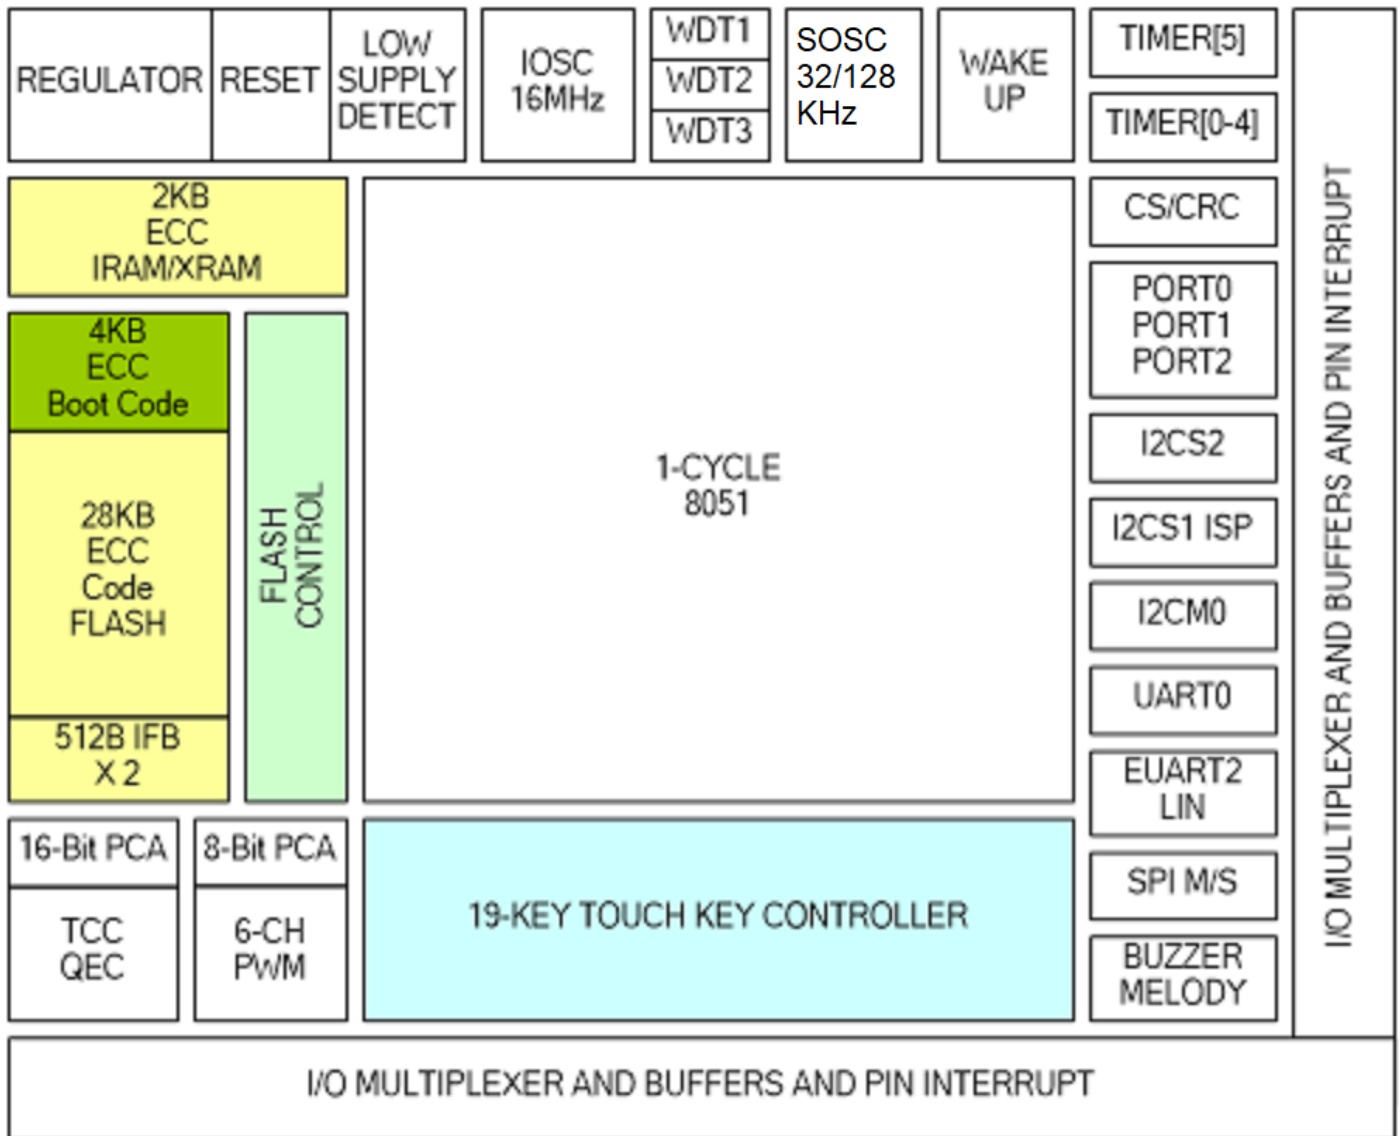 REGULATOR
RESET
LOW
SUPPLY
DETECT
IOSC
16MHz
WDT1
WDT2
WDT3
SOSC
32/128
KHz
WAKE
UP
TIMER[5]
TIMER[0-4]
2KB
ECC
IRAM/XRAM
4KB
ECC
Boot Code
28KB
ECC
Code
FLASH
512B IFB
X 2
FLASH
CONTROL
1-CYCLE
8051
CS/CRC
PORT0
PORT1
PORT2
I2CS2
I2CS1 ISP
I2CM0
UART0
EUART2
LIN
SPI M/S
BUZZER
MELODY
16-Bit PCA
TCC
QEC
8-Bit PCA
6-CH
PWM
19-KEY TOUCH KEY CONTROLLER
I/O MULTIPLEXER AND BUFFERS AND PIN INTERRUPT
I/O MULTIPLEXER AND BUFFERS AND PIN INTERRUPT